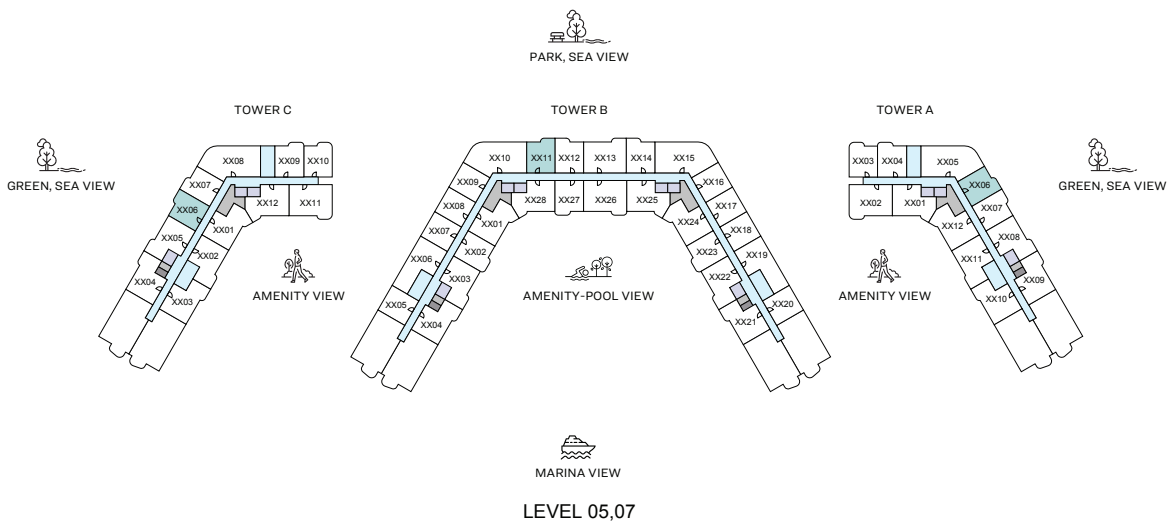 PARK, SEA VIEW
TOWER C
TOWER B
TOWER A
GREEN, SEA VIEW
GREEN, SEA VIEW
XX08
XX09
XX10
XX07
XX06
XX12
XX11
XX05
XX01
XX02
XX04
XX03
XX10
XX11
XX12
XX13
XX14
XX15
XX09
XX16
XX28
XX27
XX26
XX25
XX08
XX17
XX01
XX24
XX07
XX18
XX02
XX23
XX06
XX19
XX03
XX22
XX05
XX20
XX04
XX21
XX03
XX04
XX05
XX06
XX02
XX01
XX07
XX12
XX08
XX11
XX09
XX10
AMENITY VIEW
AMENITY-POOL VIEW
AMENITY VIEW
MARINA VIEW
LEVEL 05,07